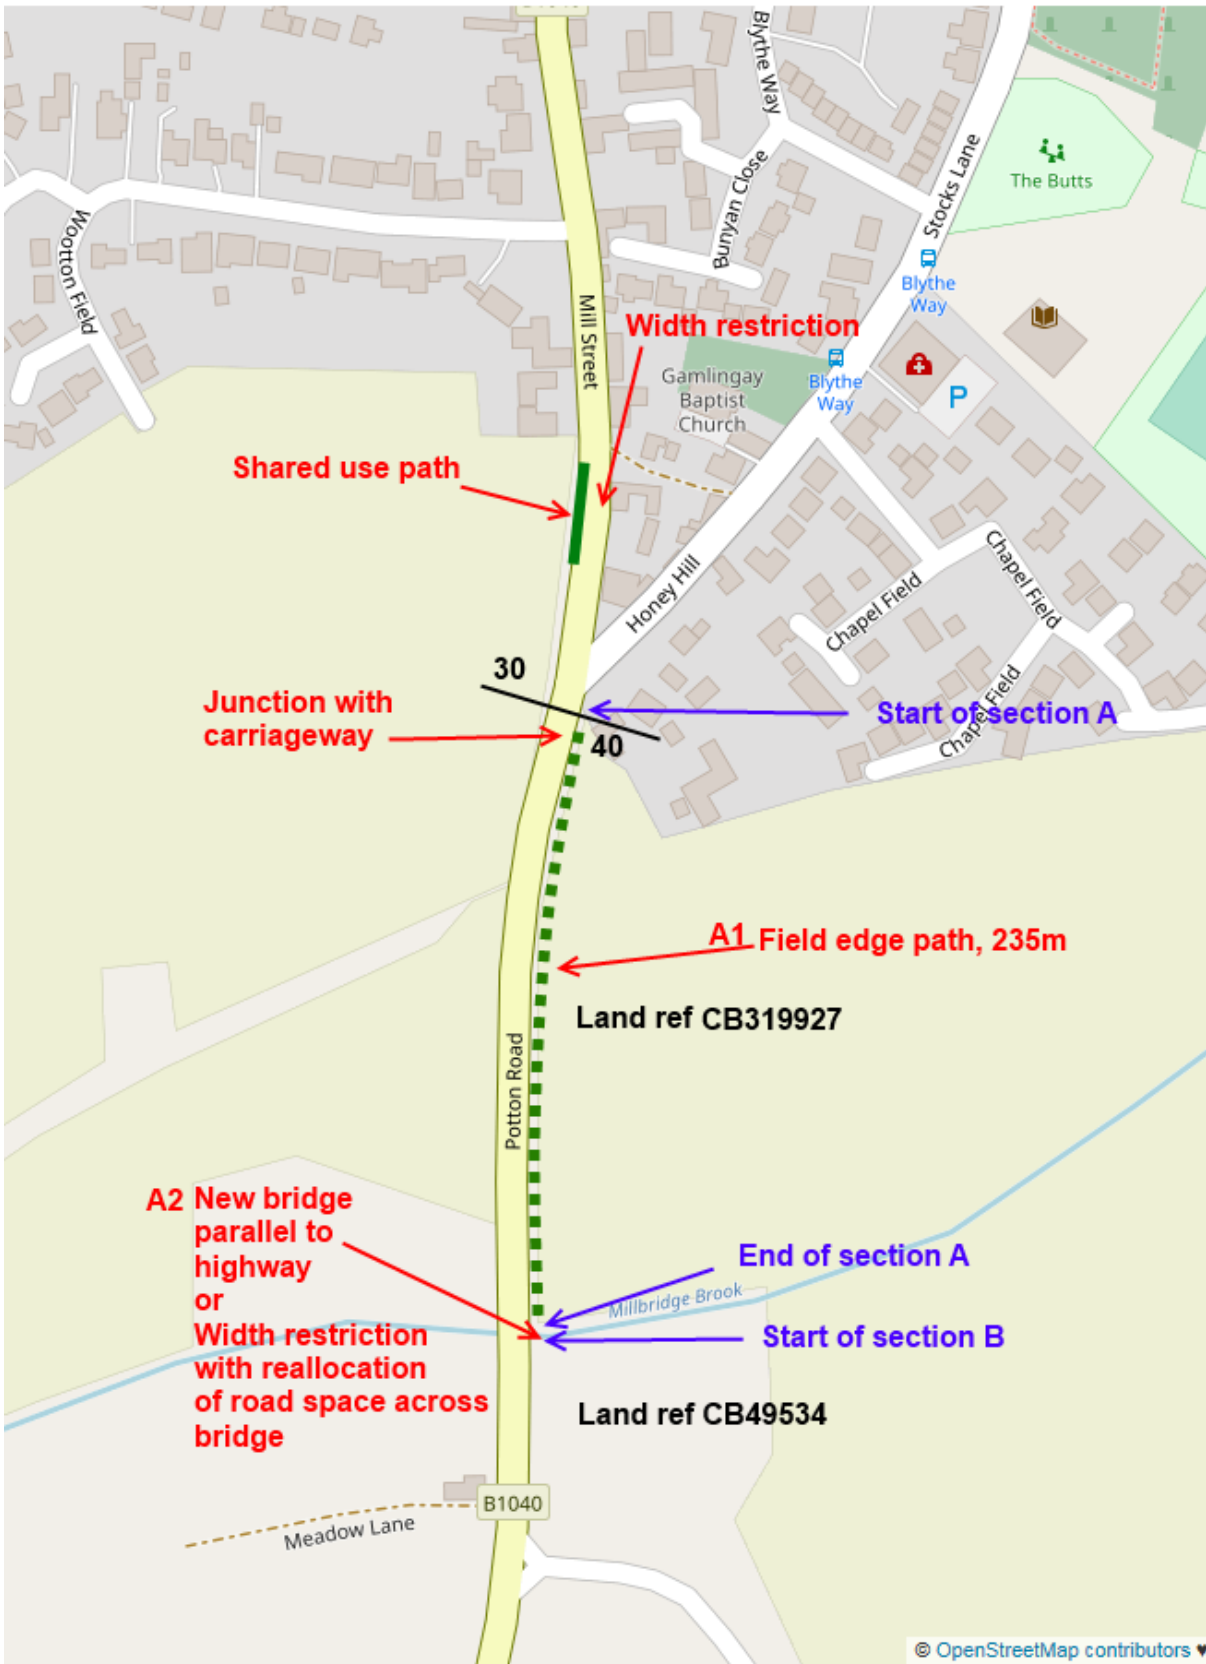 Blythe
Way
Stocks Lane
The Butts
Bunyan Close
Wootton Field
Blythe
Way
Mill Street
Width restriction
Gamlingay
Baptist
Church
Blythe
Way
P
Shared use path
Honey Hill
Chapel Field
Chapel Field
30
Junction with
carriageway
40
Start of section A
Chapel Field
A1 Field edge path, 235m
Land ref CB319927
Potton Road
A2 New bridge
parallel to
highway
or
Width restriction
with reallocation
of road space across
bridge
End of section A
Millbridge Brook
Start of section B
Land ref CB49534
B1040
Meadow Lane
© OpenStreetMap contributors ♥